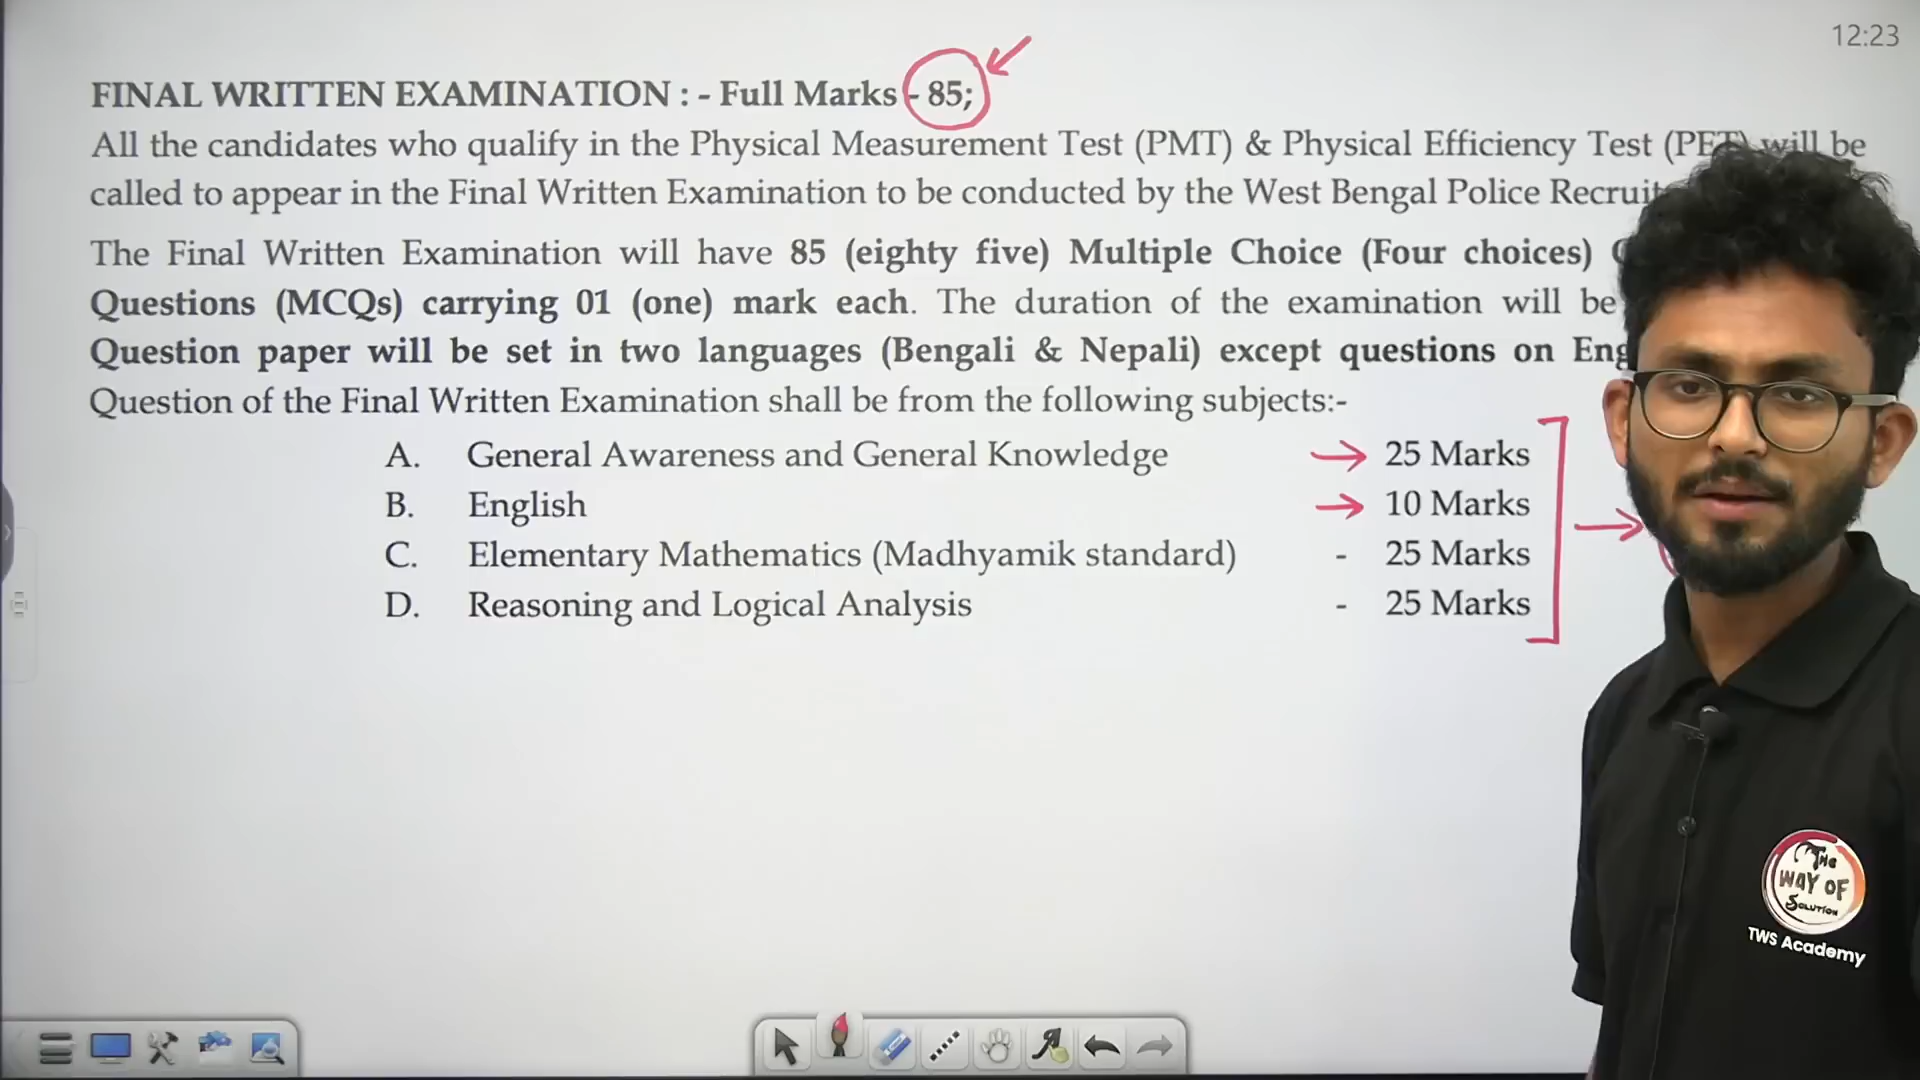 12:23
FINAL WRITTEN EXAMINATION : - Full Marks - 85;
All the candidates who qualify in the Physical Measurement Test (PMT) & Physical Efficiency Test (PET) will be
called to appear in the Final Written Examination to be conducted by the West Bengal Police
The Final Written Examination will have 85 (eighty five) Multiple Choice (Four choices)
Questions (MCQs) carrying 01 (one) mark each. The duration of the examination will be
Question paper will be set in two languages (Bengali & Nepali) except questions on
Question of the Final Written Examination shall be from the following subjects:-
A. General Awareness and General Knowledge 25 Marks
B. English 10 Marks
C. Elementary Mathematics (Madhyamik standard) - 25 Marks
D. Reasoning and Logical Analysis - 25 Marks
THE
WAY OF
SOLUTION
TWS Academy